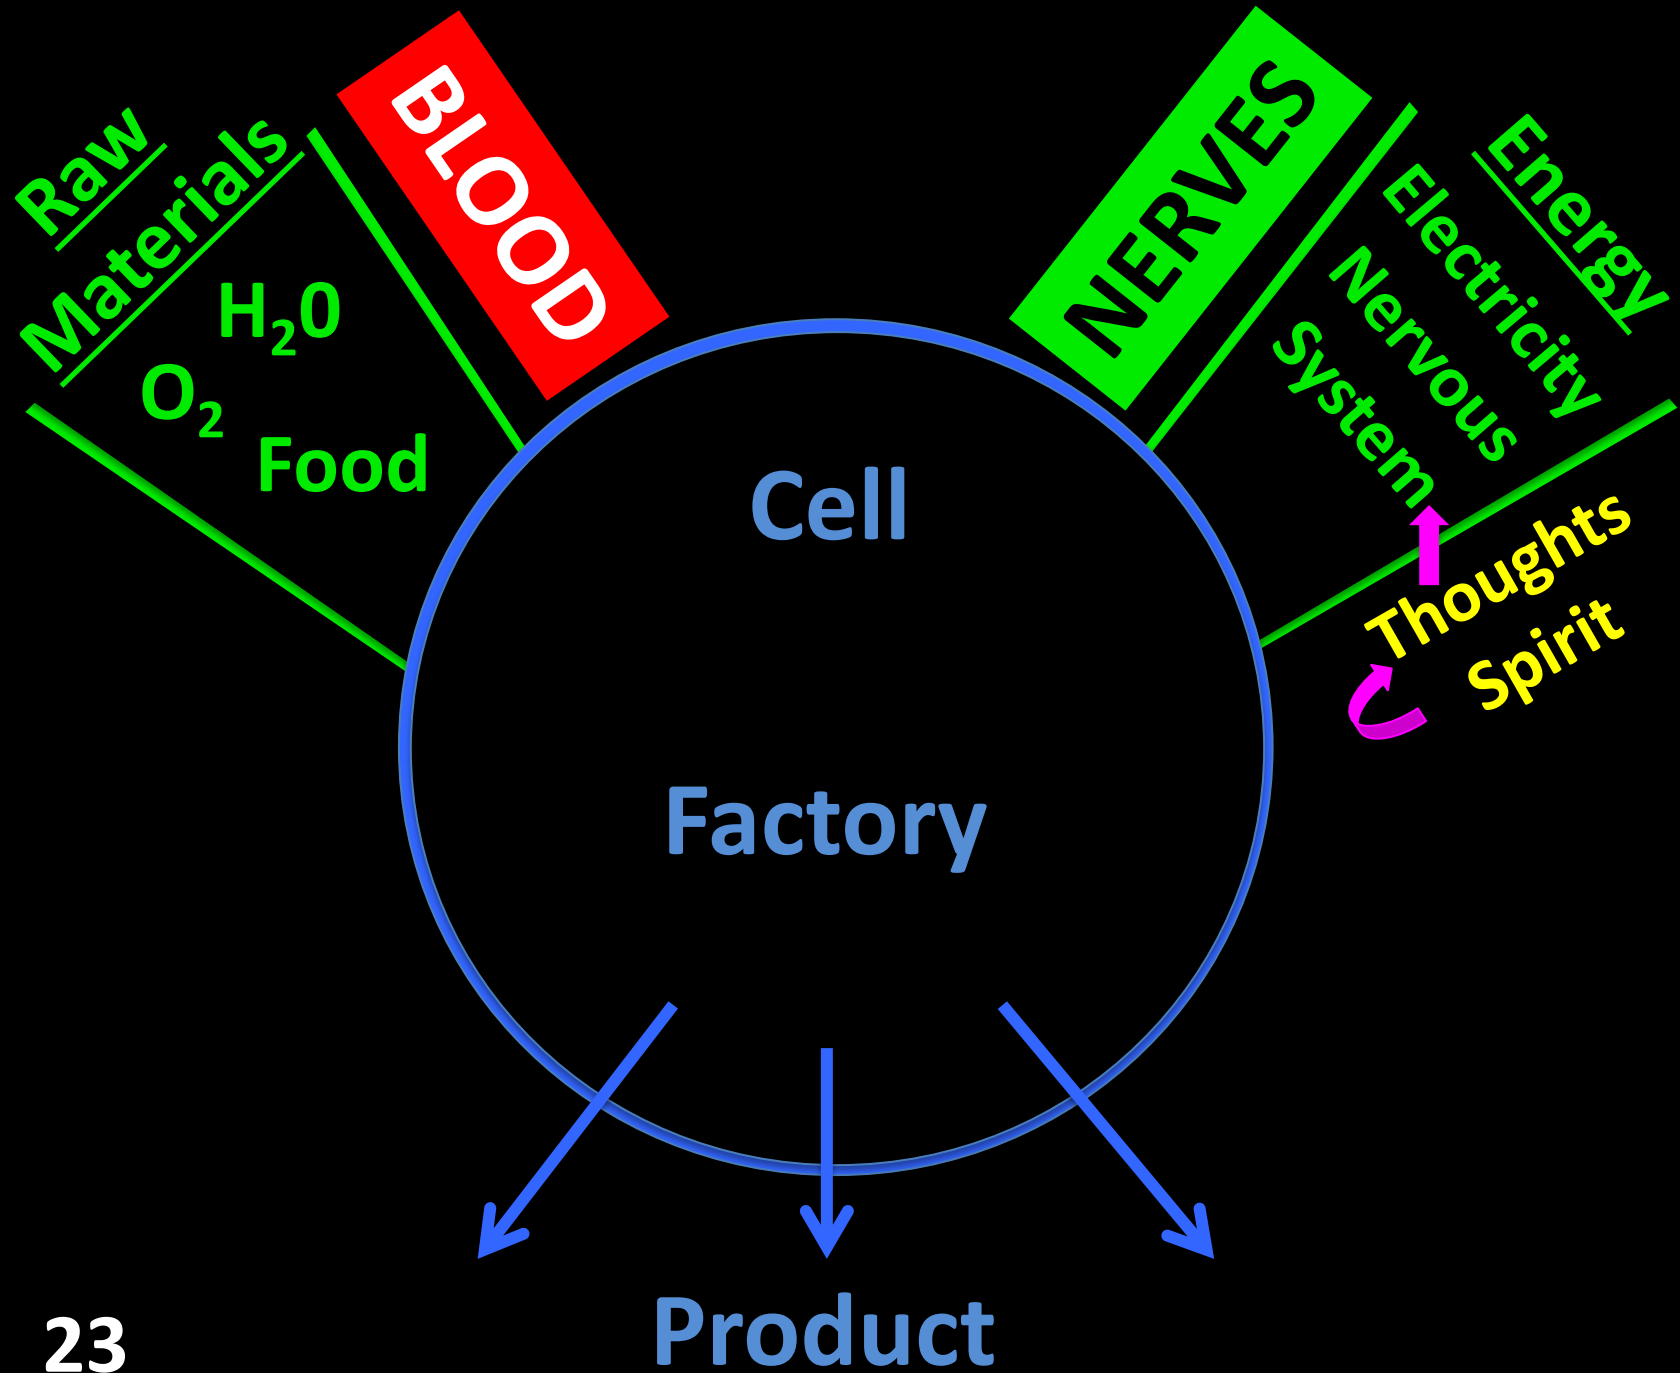 Raw
Materials
H₂0
O₂
Food
BLOOD
NERVES
Energy
Electricity
Nervous
System
Thoughts
Spirit
Cell
Factory
Product
23